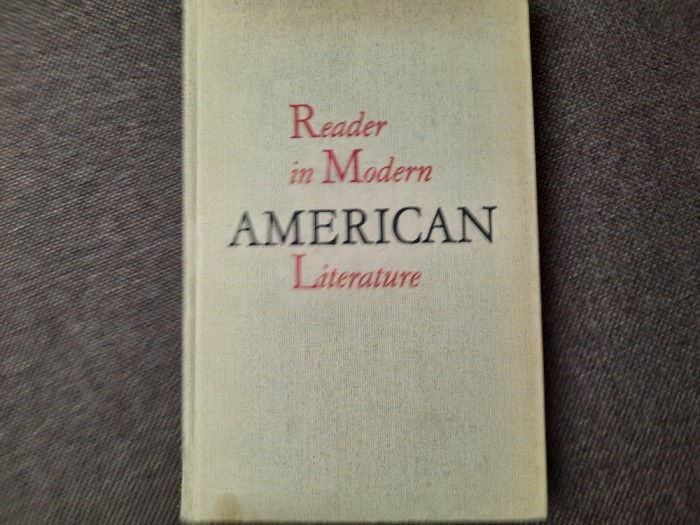 Reader
in Modern
AMERICAN
Literature